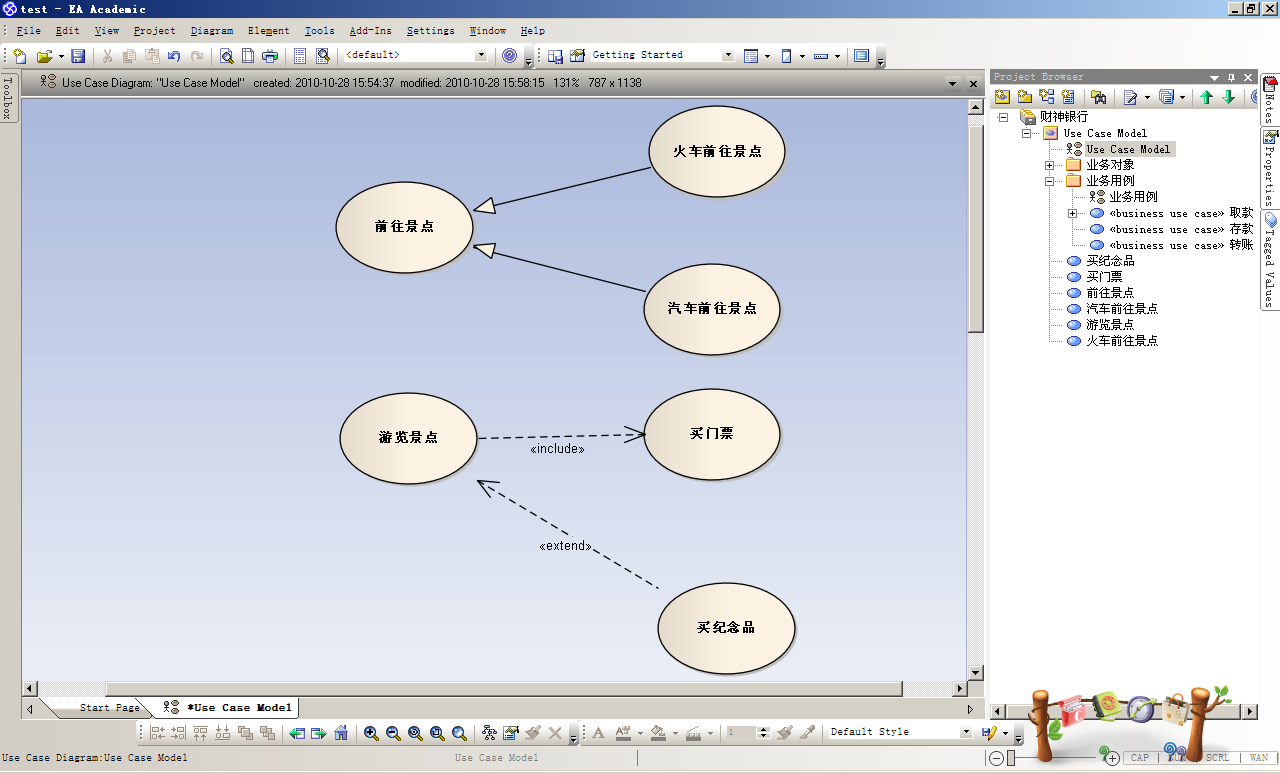 test - EA Academic
File Edit View Project Diagram Element Tools Add-Ins Settings Window Help
<default>
Getting Started
Toolbox
Use Case Diagram: "Use Case Model" created: 2010-10-28 15:54:37 modified: 2010-10-28 15:58:15 131% 787 x 1138
火车前往景点
前往景点
汽车前往景点
游览景点
买门票
«include»
«extend»
买纪念品
Project Browser
财神银行
Use Case Model
Use Case Model
业务对象
业务用例
业务用例
«business use case» 取款
«business use case» 存款
«business use case» 转账
买纪念品
买门票
前往景点
汽车前往景点
游览景点
火车前往景点
Notes
Properties
Tagged Values
Start Page
*Use Case Model
1
Default Style
Use Case Diagram:Use Case Model
Use Case Model
CAP
SCRL
WAN